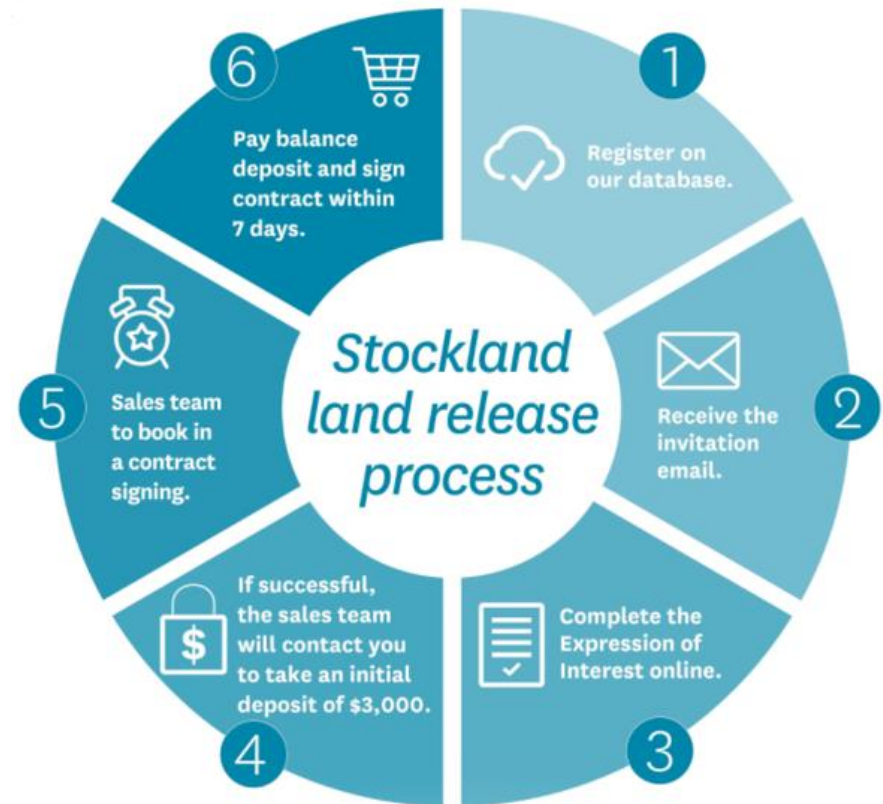 Stockland
land release
process
1
Register on
our database.
2
Receive the
invitation
email.
3
Complete the
Expression of
Interest online.
4
$
If successful,
the sales team
will contact you
to take an initial
deposit of $3,000.
5
Sales team
to book in
a contract
signing.
6
Pay balance
deposit and sign
contract within
7 days.